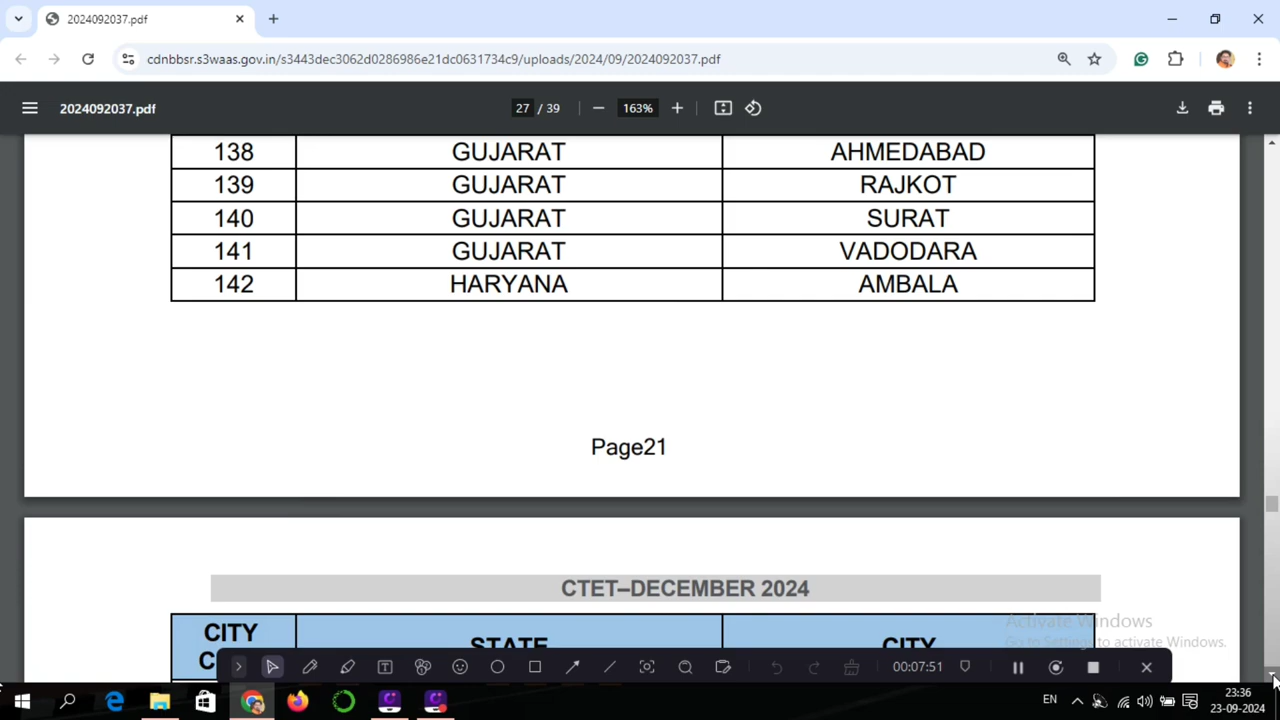 2024092037.pdf
cdnbbsr.s3waas.gov.in/s3443dec3062d0286986e21dc0631734c9/uploads/2024/09/2024092037.pdf
2024092037.pdf 27 / 39 163%
138 GUJARAT AHMEDABAD
139 GUJARAT RAJKOT
140 GUJARAT SURAT
141 GUJARAT VADODARA
142 HARYANA AMBALA
Page21
CTET–DECEMBER 2024
CITY STATE CITY
Activate Windows
Go to Settings to activate Windows.
00:07:51
EN 23:36
23-09-2024